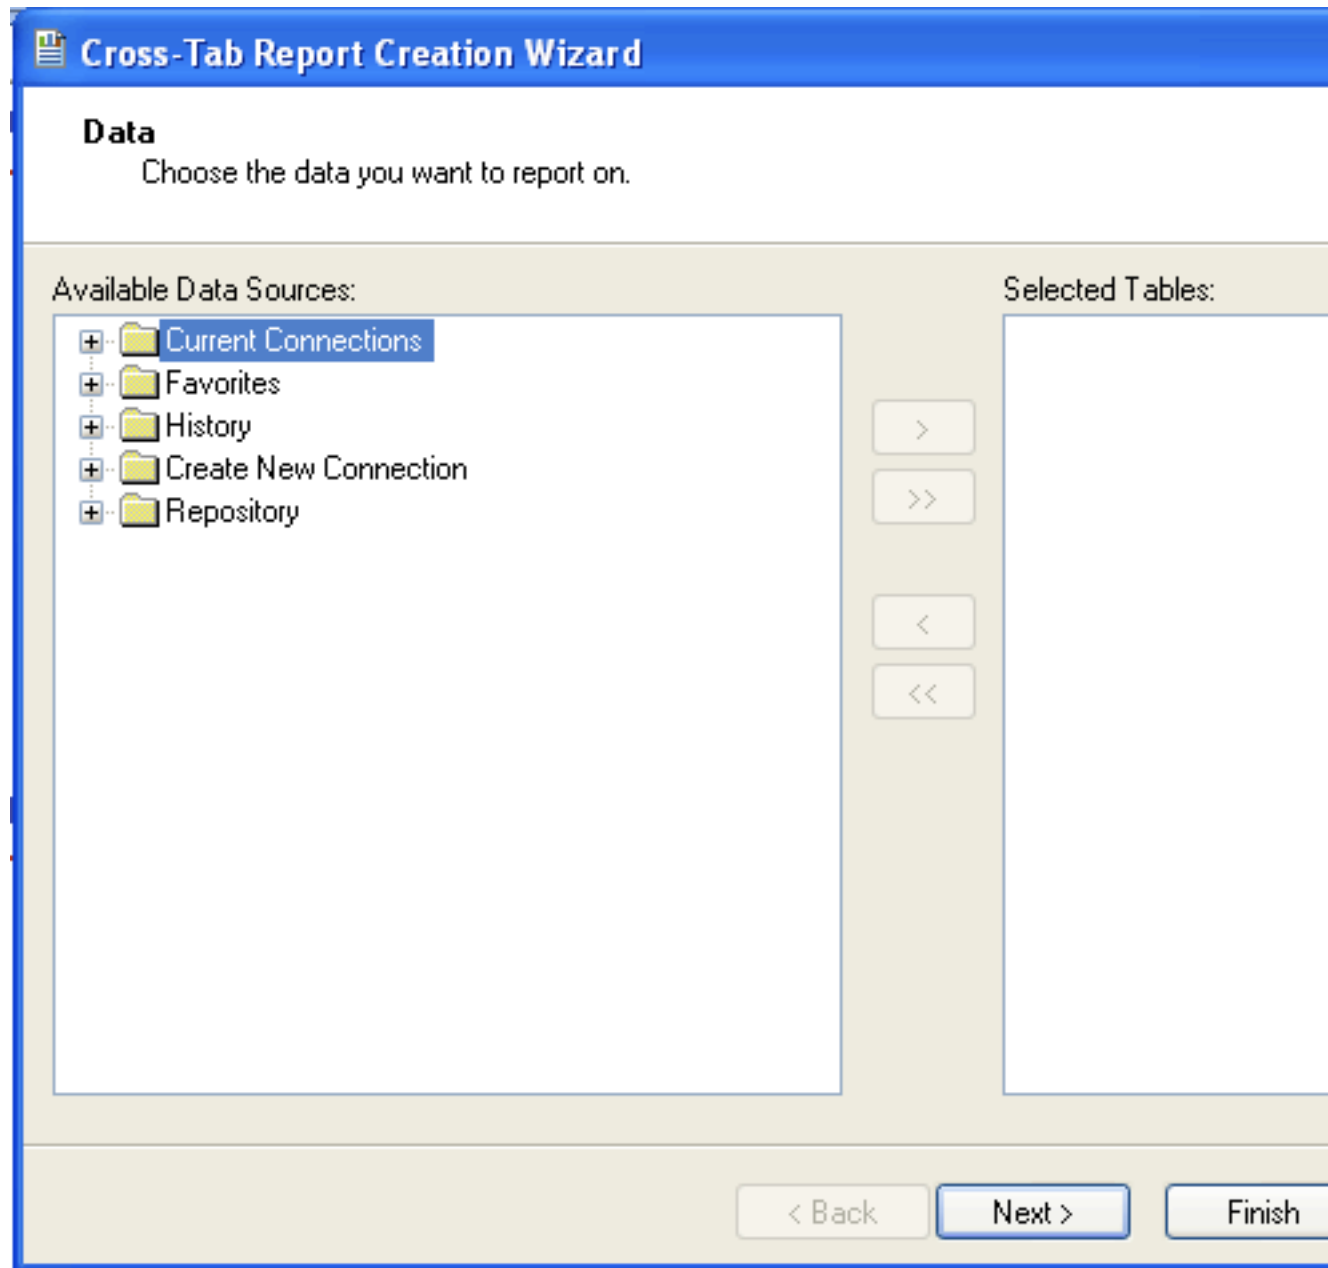 Cross-Tab Report Creation Wizard
Data
Choose the data you want to report on.
Available Data Sources:
Selected Tables:
Current Connections
Favorites
History
Create New Connection
Repository
>
>>
<
<<
< Back
Next >
Finish